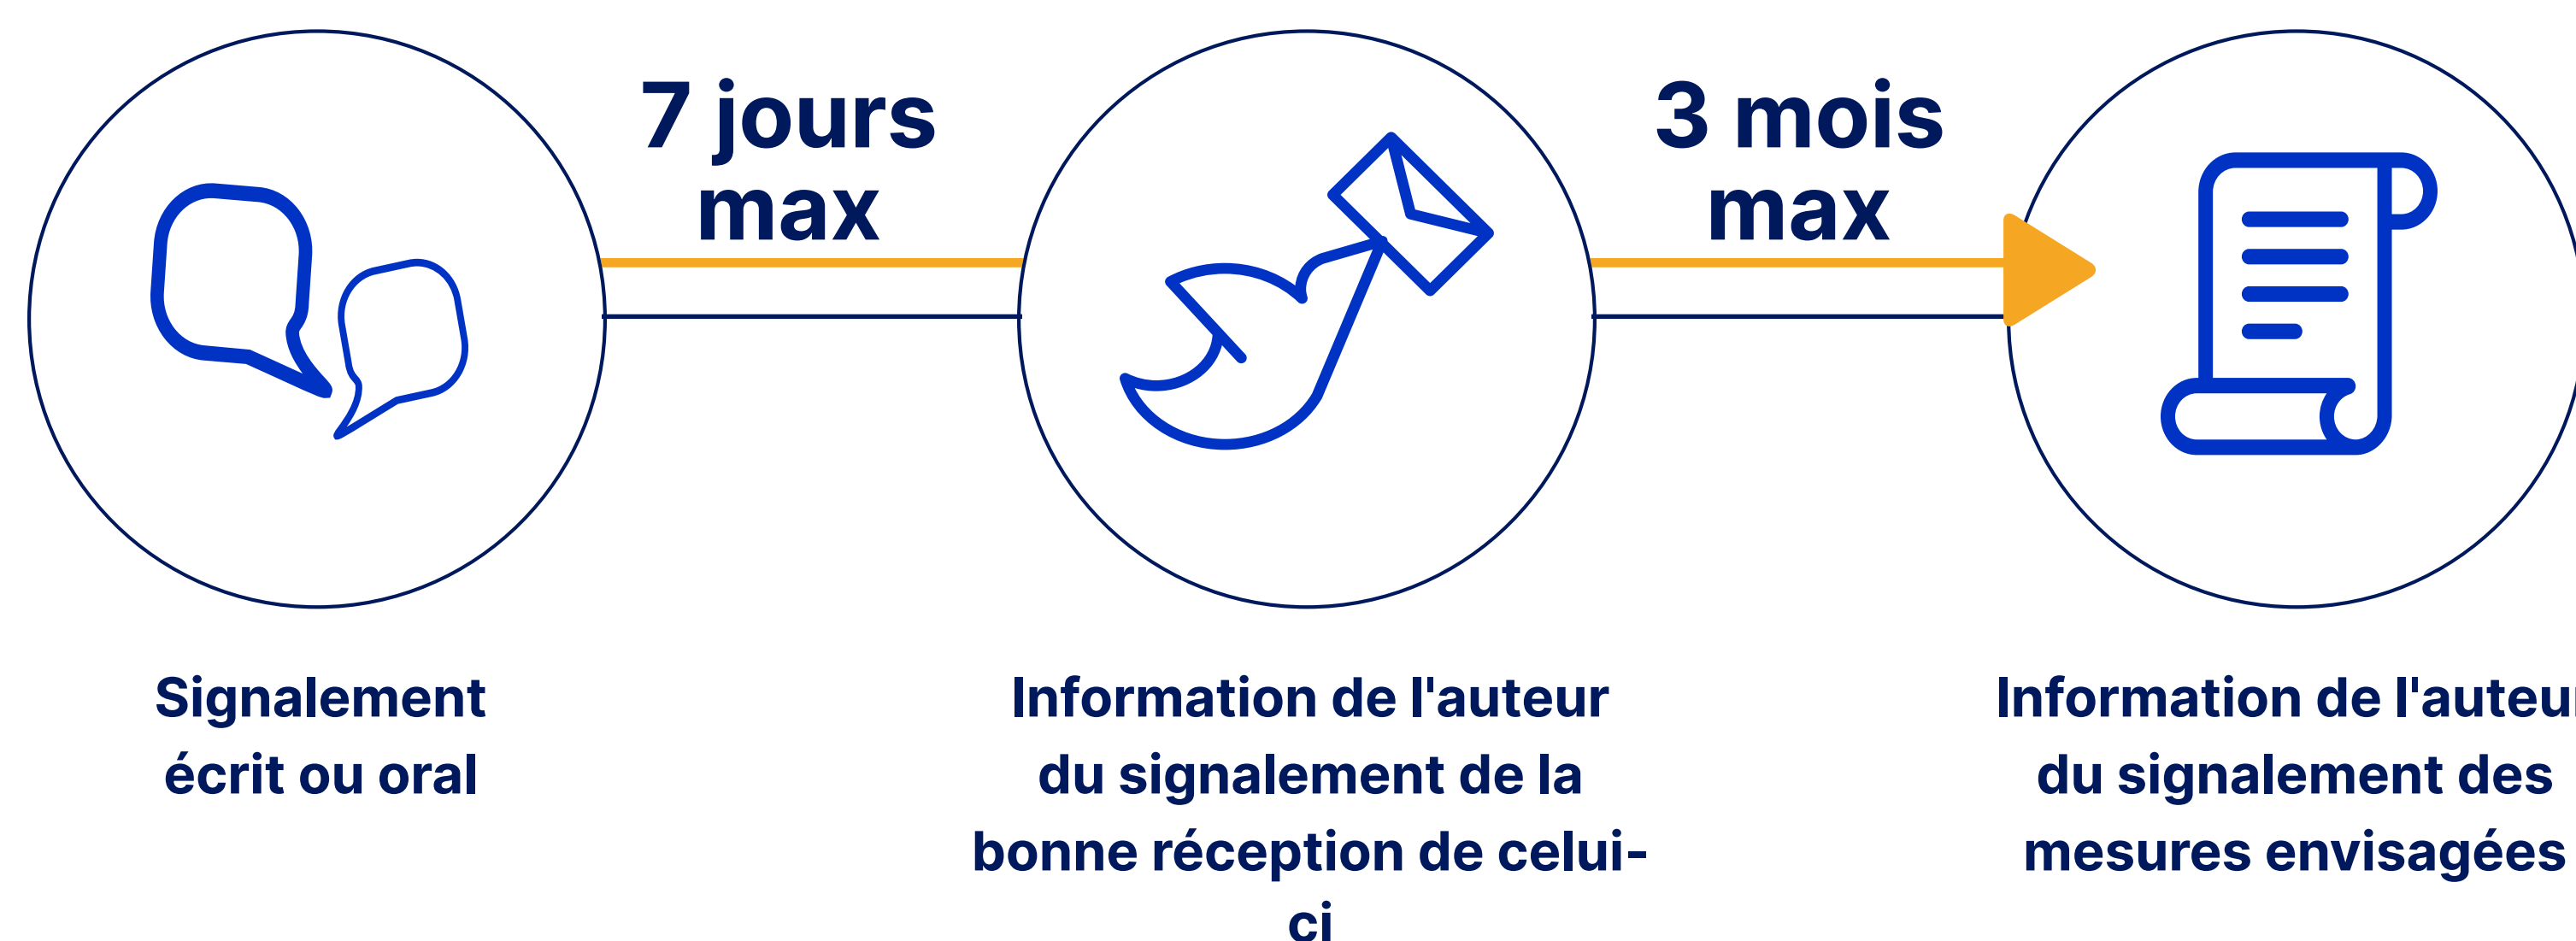 7 jours
max
3 mois
max
Signalement
écrit ou oral
Information de l'auteur
du signalement de la
bonne réception de celui-
ci
Information de l'auteur
du signalement des
mesures envisagées